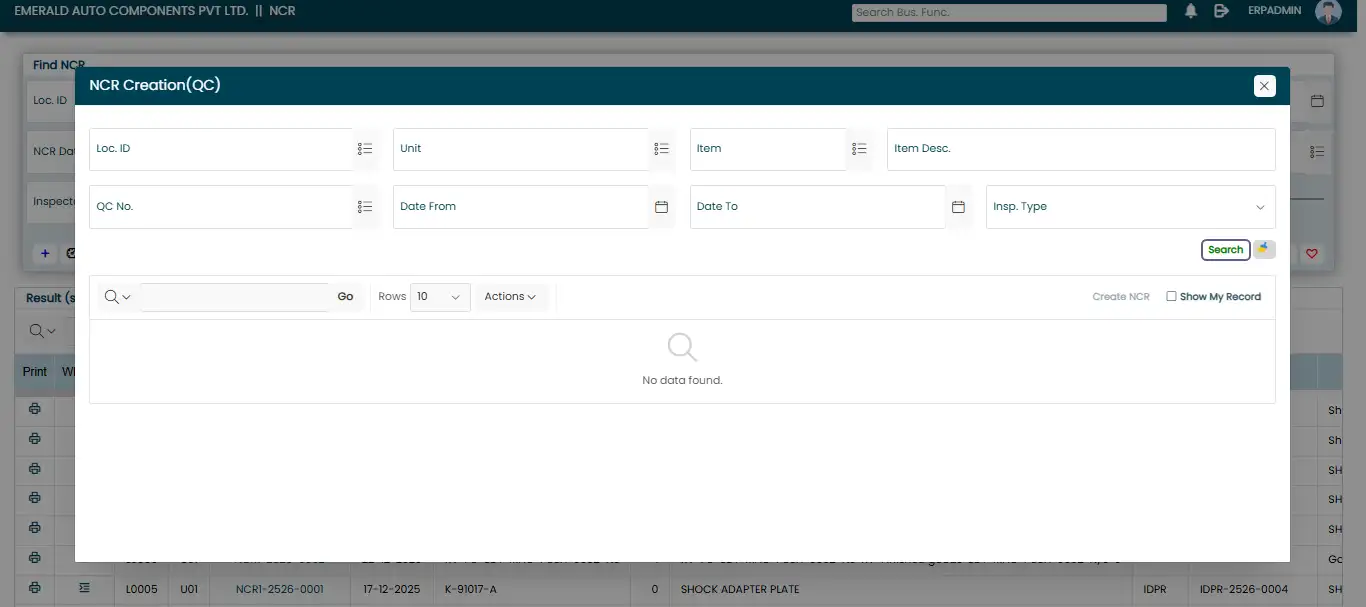 EMERALD AUTO COMPONENTS PVT LTD. || NCR
Search Bus. Func.
ERPADMIN
Find NCR
NCR Creation(QC)
Loc. ID
Loc. ID
Unit
Item
Item Desc.
NCR Da
Inspect
QC No.
Date From
Date To
Insp. Type
Search
Result (s
Go
Rows
10
Actions
Create NCR
Show My Record
Print
No data found.
Sh
Sh
SH
SH
SH
Go
L0005 U01 NCR1-2526-0001 17-12-2025 K-91017-A 0 SHOCK ADAPTER PLATE IDPR IDPR-2526-0004 SH